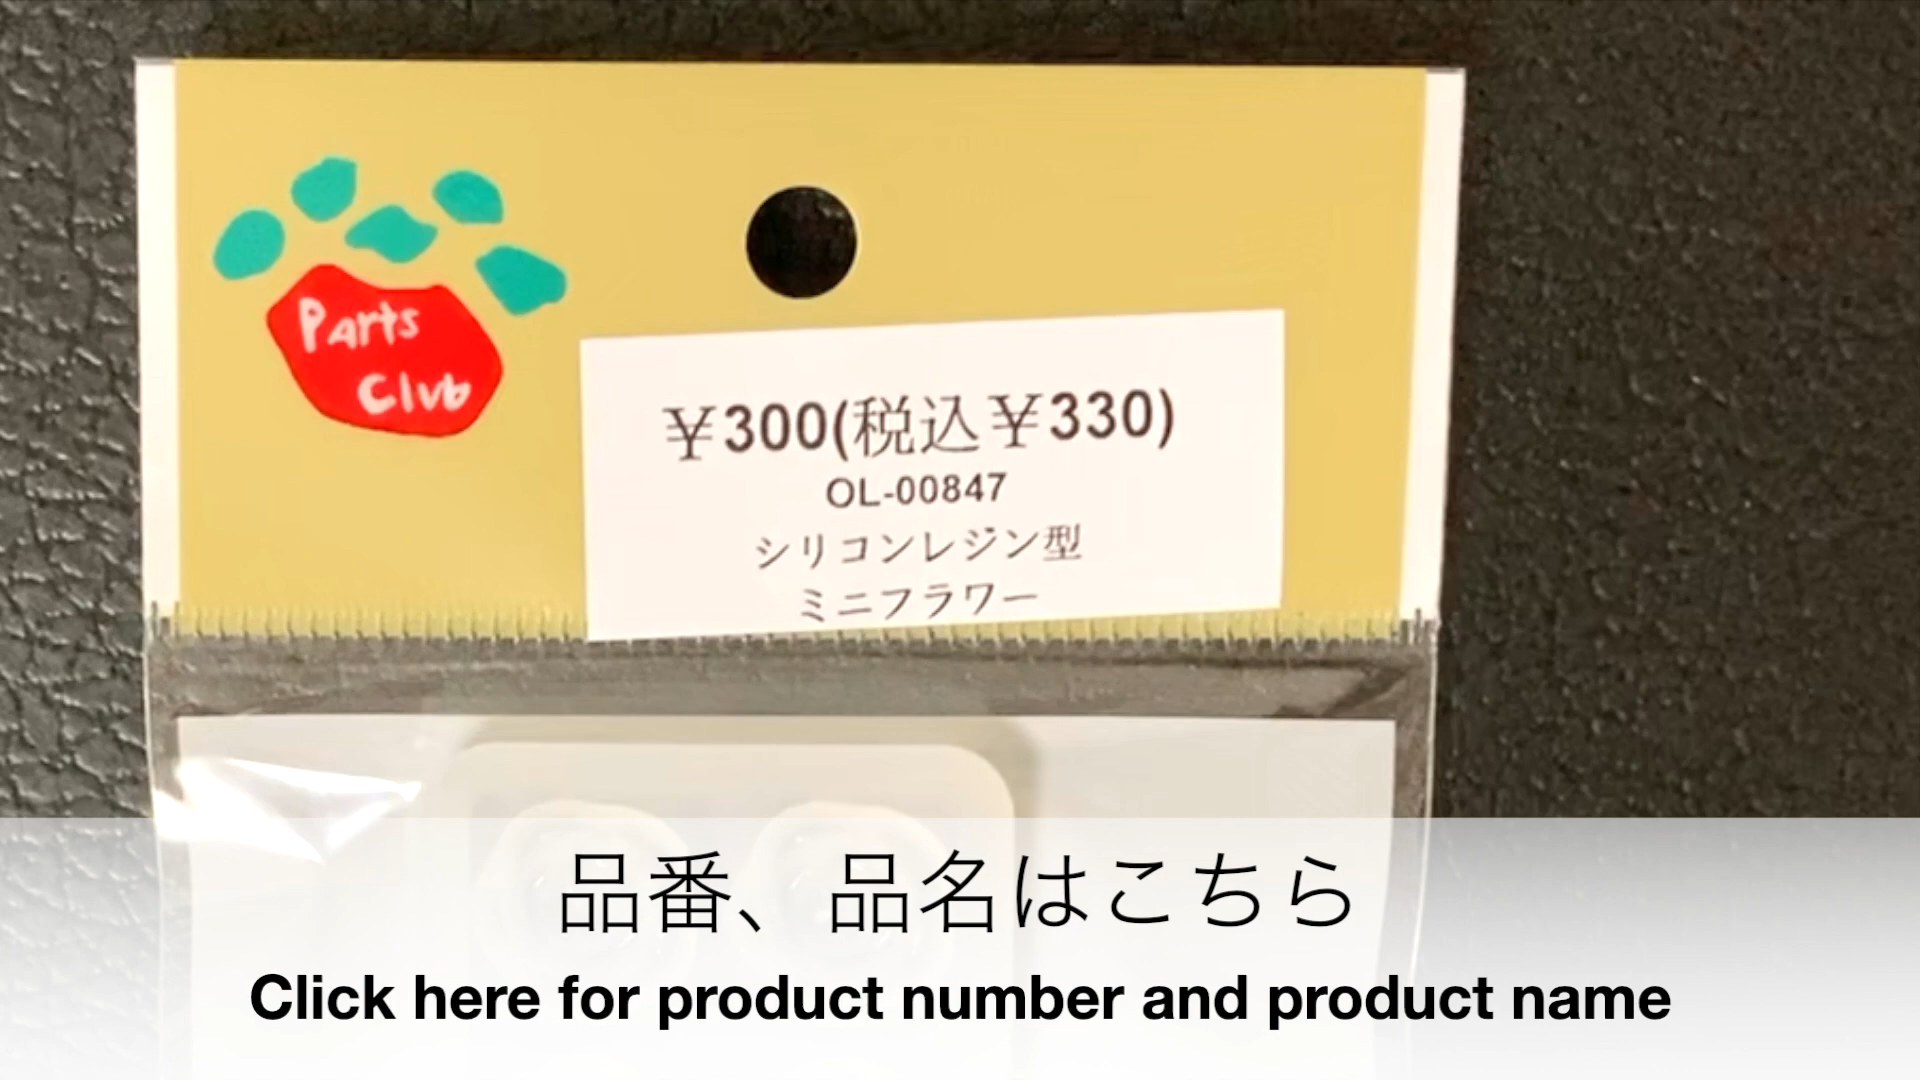 Parts
Club
￥300(税込￥330)
OL-00847
シリコンレジン型
ミニフラワー
品番、品名はこちら
Click here for product number and product name